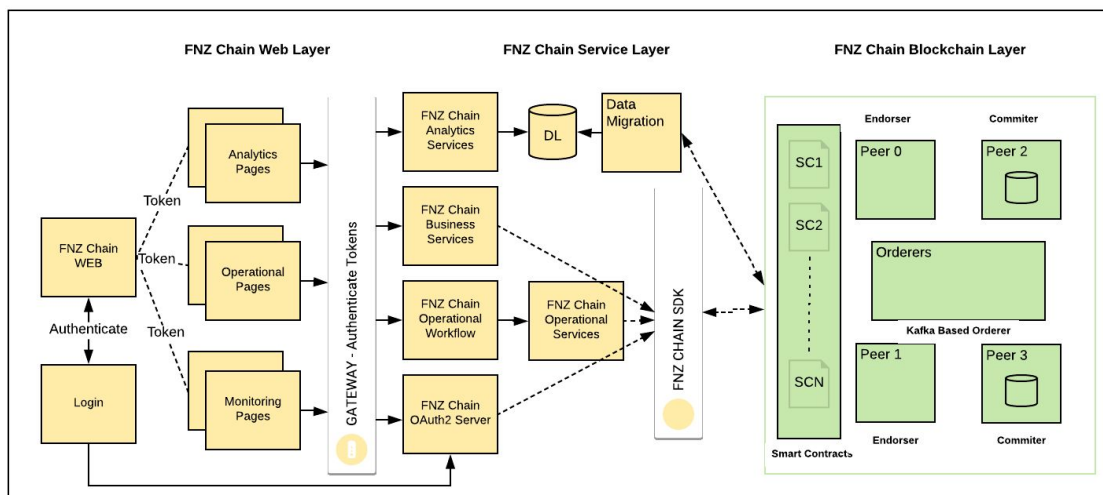 FNZ Chain Web Layer
FNZ Chain Service Layer
FNZ Chain Blockchain Layer
FNZ Chain
WEB
Authenticate
Login
Token
Token
Token
Analytics
Pages
Operational
Pages
Monitoring
Pages
GATEWAY - Authenticate Tokens
FNZ Chain
Analytics
Services
DL
Data
Migration
FNZ Chain
Business
Services
FNZ Chain
Operational
Workflow
FNZ Chain
Operational
Services
FNZ Chain
OAuth2 Server
FNZ CHAIN SDK
SC1
SC2
SCN
Smart Contracts
Endorser
Peer 0
Commiter
Peer 2
Orderers
Kafka Based Orderer
Peer 1
Endorser
Peer 3
Commiter